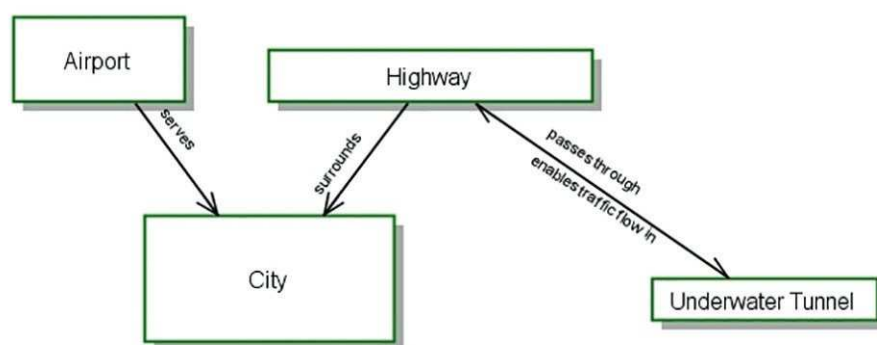 Airport
Highway
serves
surrounds
passes through
enables traffic flow in
City
Underwater Tunnel